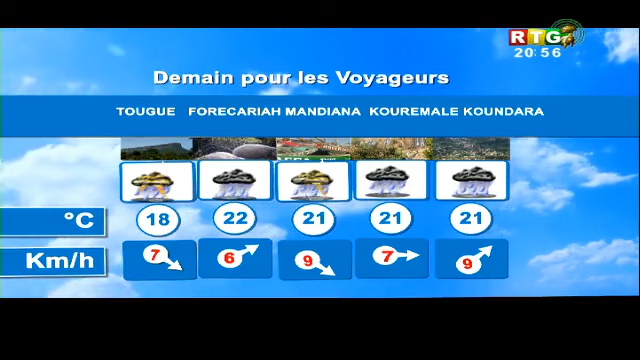 RTG
20:56
Demain pour les Voyageurs
TOUGUE FORECARIAH MANDIANA KOUREMALE KOUNDARA
°C 18 22 21 21 21
Km/h 7 6 9 7 9